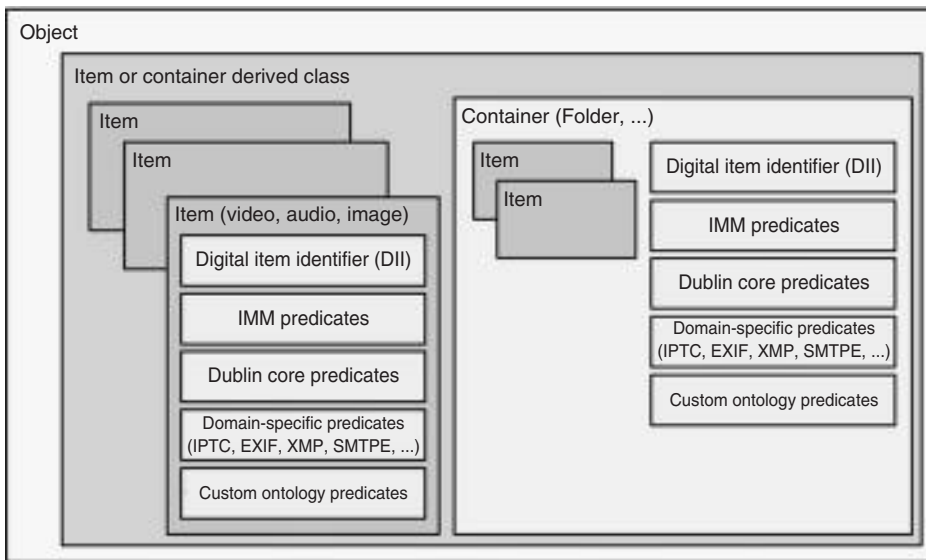 Object
Item or container derived class
Item
Item
Item (video, audio, image)
Digital item identifier (DII)
IMM predicates
Dublin core predicates
Domain-specific predicates
(IPTC, EXIF, XMP, SMTPE, ...)
Custom ontology predicates
Container (Folder, ...)
Item
Item
Digital item identifier (DII)
IMM predicates
Dublin core predicates
Domain-specific predicates
(IPTC, EXIF, XMP, SMTPE, ...)
Custom ontology predicates